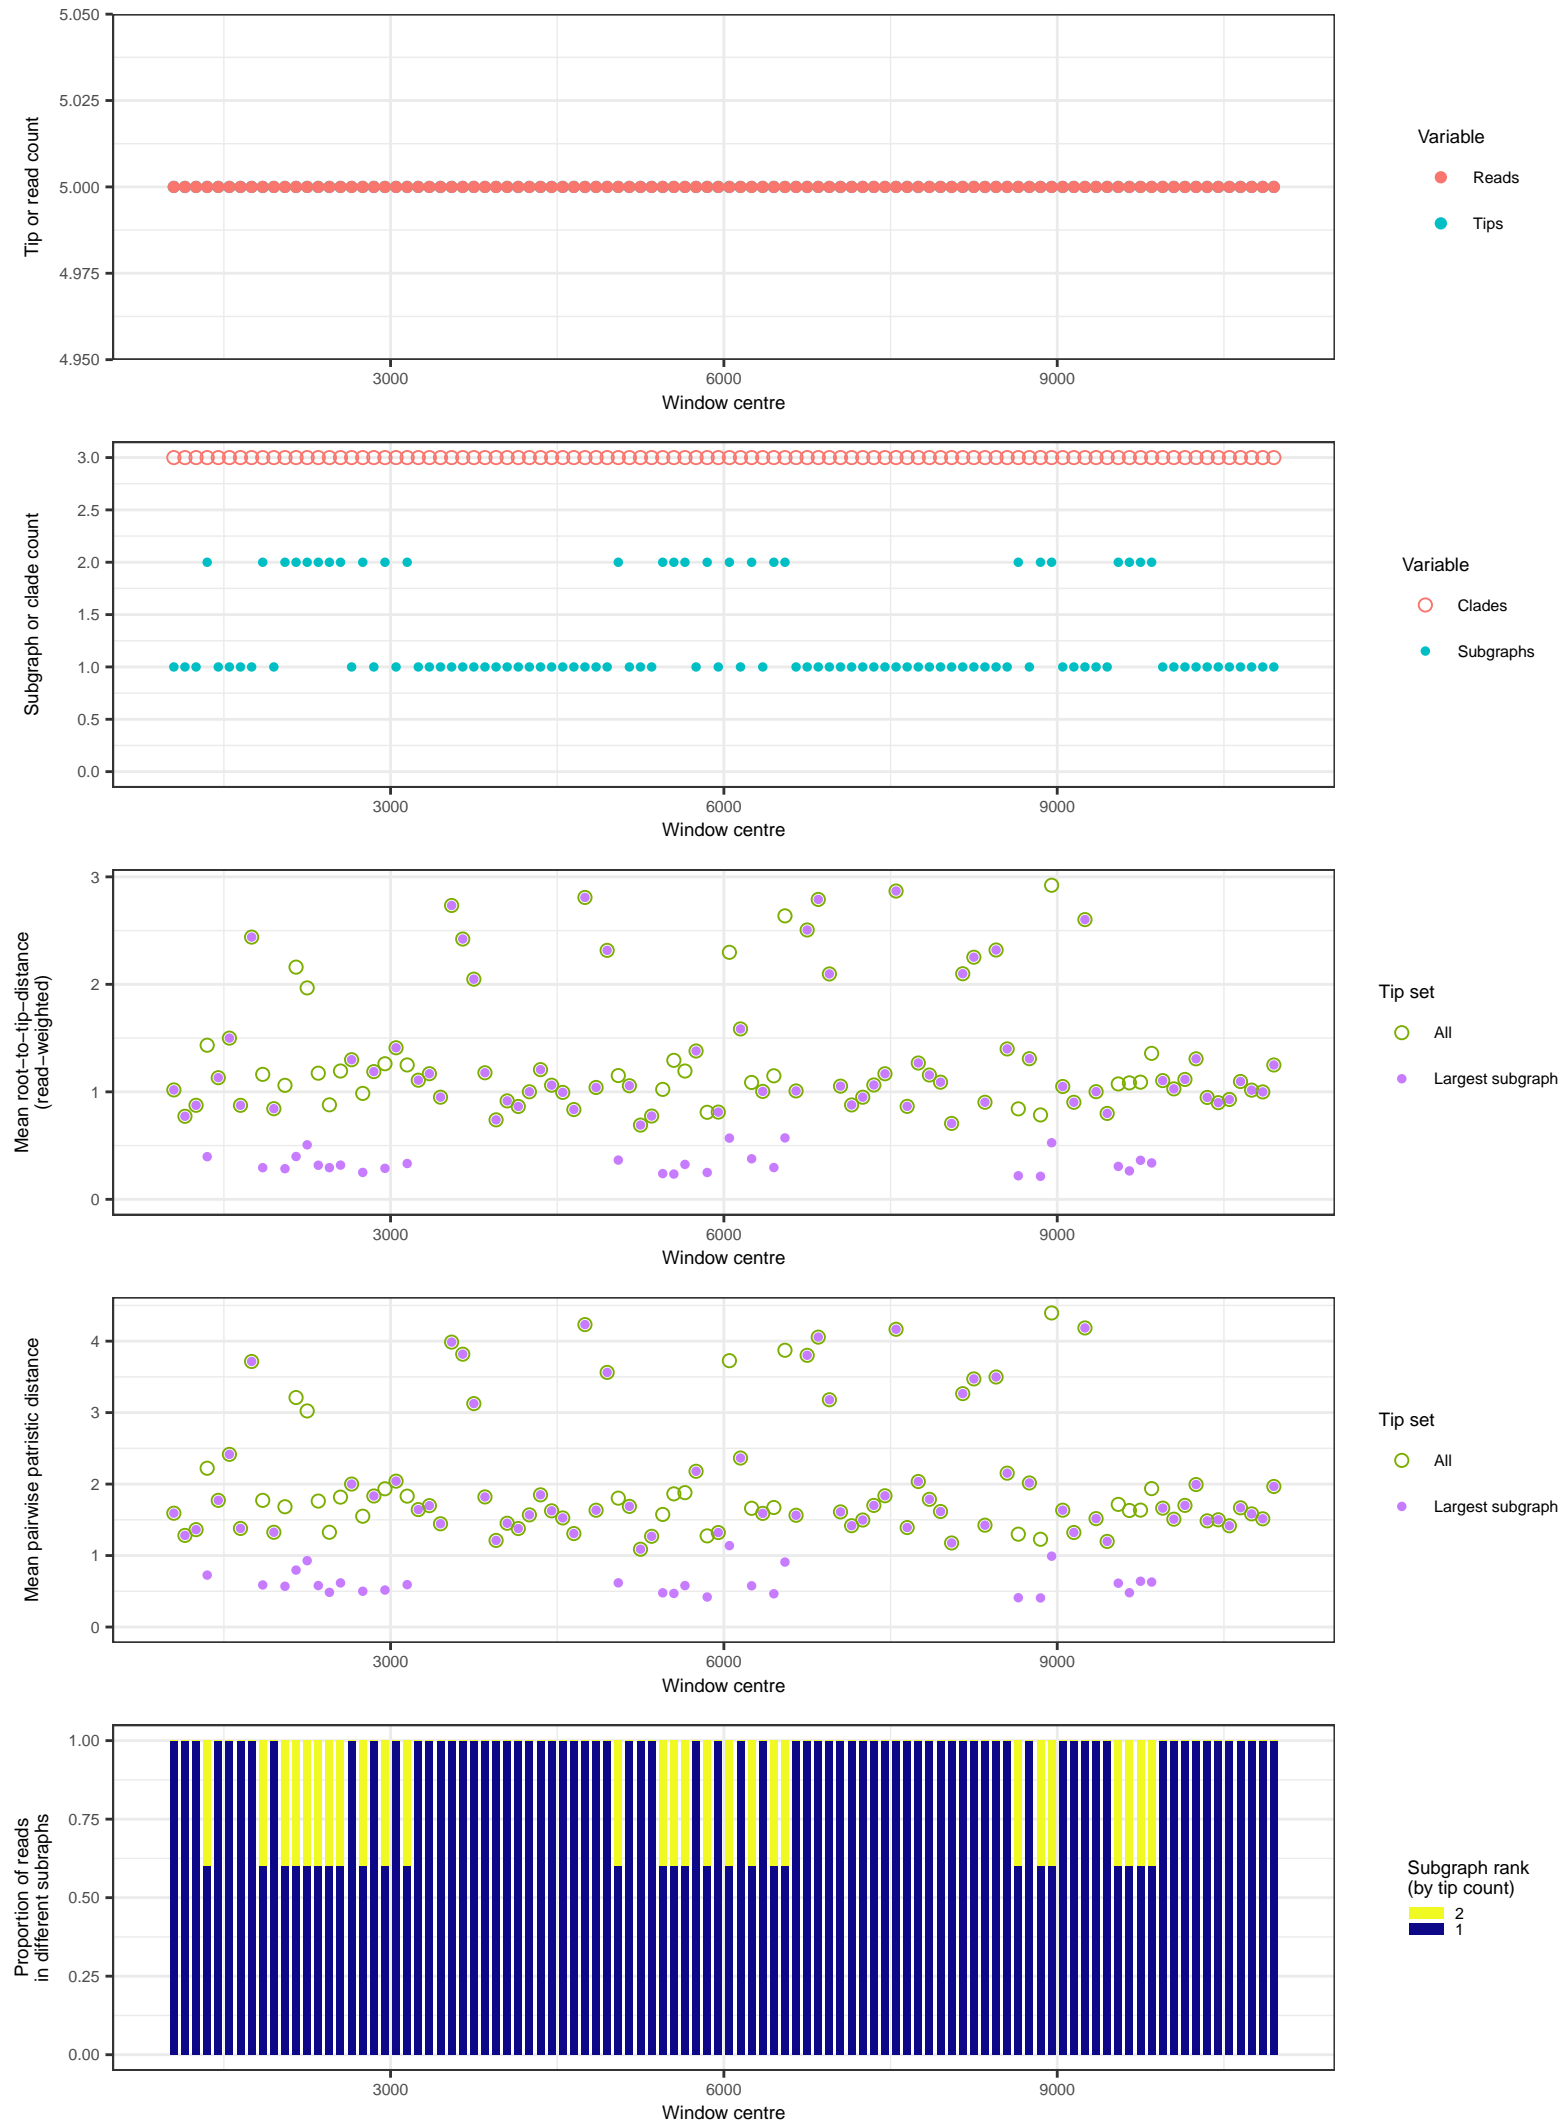 5.050
5.025
5.000
4.975
4.950
Tip or read count
3000 6000 9000
Window centre
Variable
Reads
Tips
3.0
2.5
2.0
1.5
1.0
0.5
0.0
Subgraph or clade count
3000 6000 9000
Window centre
Variable
Clades
Subgraphs
3
2
1
0
Mean root−to−tip−distance
(read−weighted)
3000 6000 9000
Window centre
Tip set
All
Largest subgraph
4
3
2
1
0
Mean pairwise patristic distance
3000 6000 9000
Window centre
Tip set
All
Largest subgraph
1.00
0.75
0.50
0.25
0.00
Proportion of reads
in different subraphs
3000 6000 9000
Window centre
Subgraph rank
(by tip count)
2
1